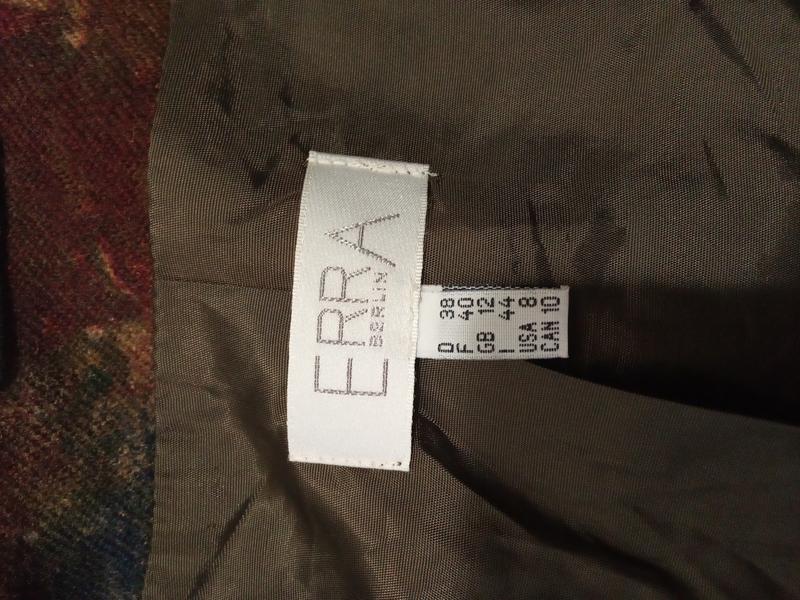 ERRA
BERLIN
D 38
F 40
GB 12
I 44
USA 8
CAN 10